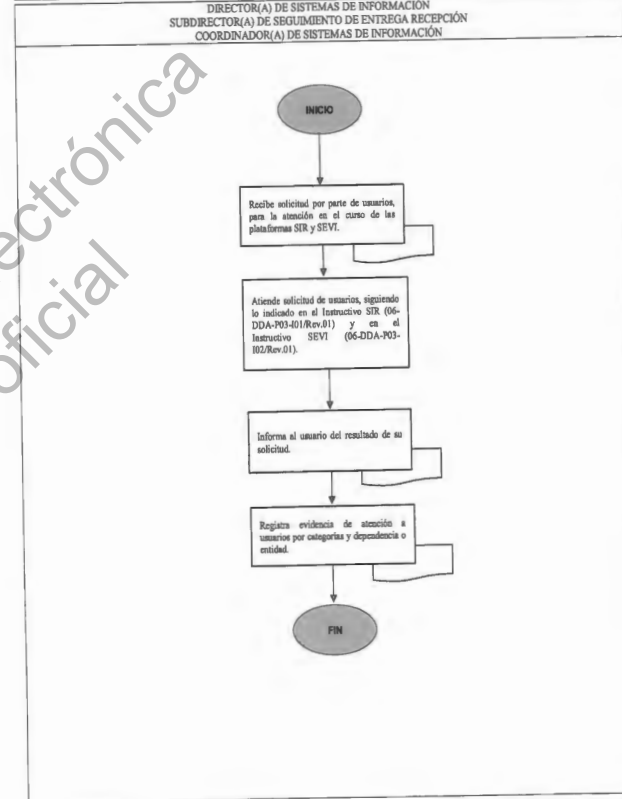 DIRECTOR(A) DE SISTEMAS DE INFORMACIÓN
SUBDIRECTOR(A) DE SEGUIMIENTO DE ENTREGA RECEPCIÓN
COORDINADOR(A) DE SISTEMAS DE INFORMACIÓN
INICIO
Recibe solicitud por parte de usuarios,
para la atención en el curso de las
plataformas SIR y SEVI.
Atiende solicitud de usuarios, siguiendo
lo indicado en el Instructivo SIR (06-
DDA-P03-I01/Rev.01) y en el
Instructivo SEVI (06-DDA-P03-
I02/Rev.01).
Informa al usuario del resultado de su
solicitud.
Registra evidencia de atención a
usuarios por categorías y dependencia o
entidad.
FIN
ectrónica
oficial